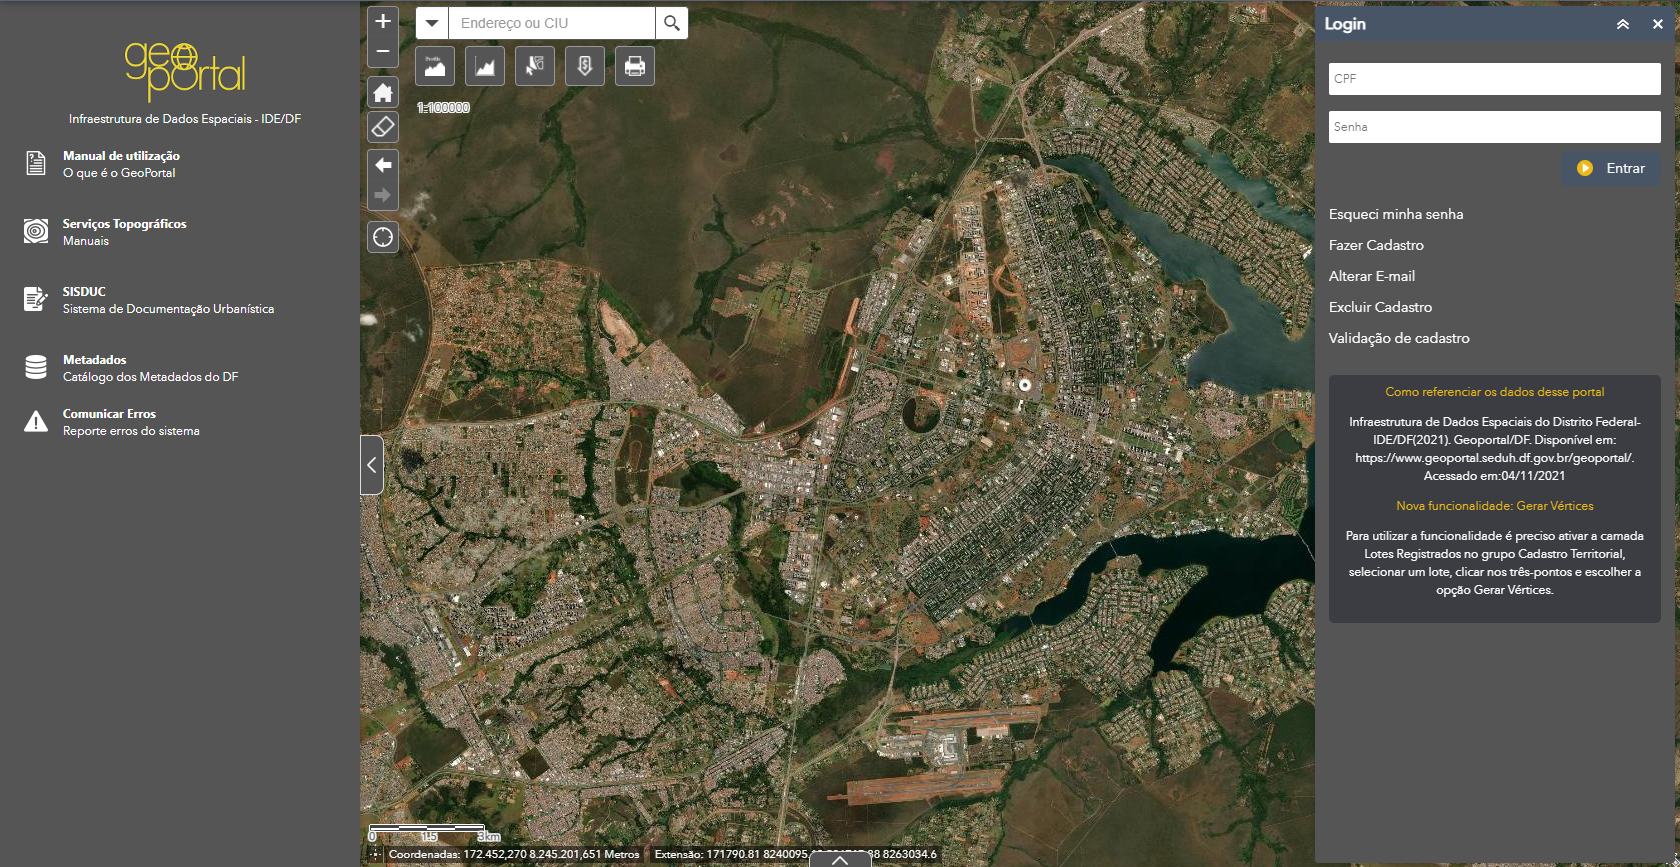 geo
portal
Infraestrutura de Dados Espaciais - IDE/DF
Manual de utilização
O que é o GeoPortal
Serviços Topográficos
Manuais
SISDUC
Sistema de Documentação Urbanística
Metadados
Catálogo dos Metadados do DF
Comunicar Erros
Reporte erros do sistema
Endereço ou CIU
1:100000
0 1.5 3km
Coordenadas: 172.452,270 8.245.201,651 Metros Extensão: 171790.81 8240095. 8263034.6
Login
CPF
Senha
Entrar
Esqueci minha senha
Fazer Cadastro
Alterar E-mail
Excluir Cadastro
Validação de cadastro
Como referenciar os dados desse portal
Infraestrutura de Dados Espaciais do Distrito Federal-
IDE/DF(2021). Geoportal/DF. Disponível em:
https://www.geoportal.seduh.df.gov.br/geoportal/.
Acessado em:04/11/2021
Nova funcionalidade: Gerar Vértices
Para utilizar a funcionalidade é preciso ativar a camada
Lotes Registrados no grupo Cadastro Territorial,
selecionar um lote, clicar nos três-pontos e escolher a
opção Gerar Vértices.